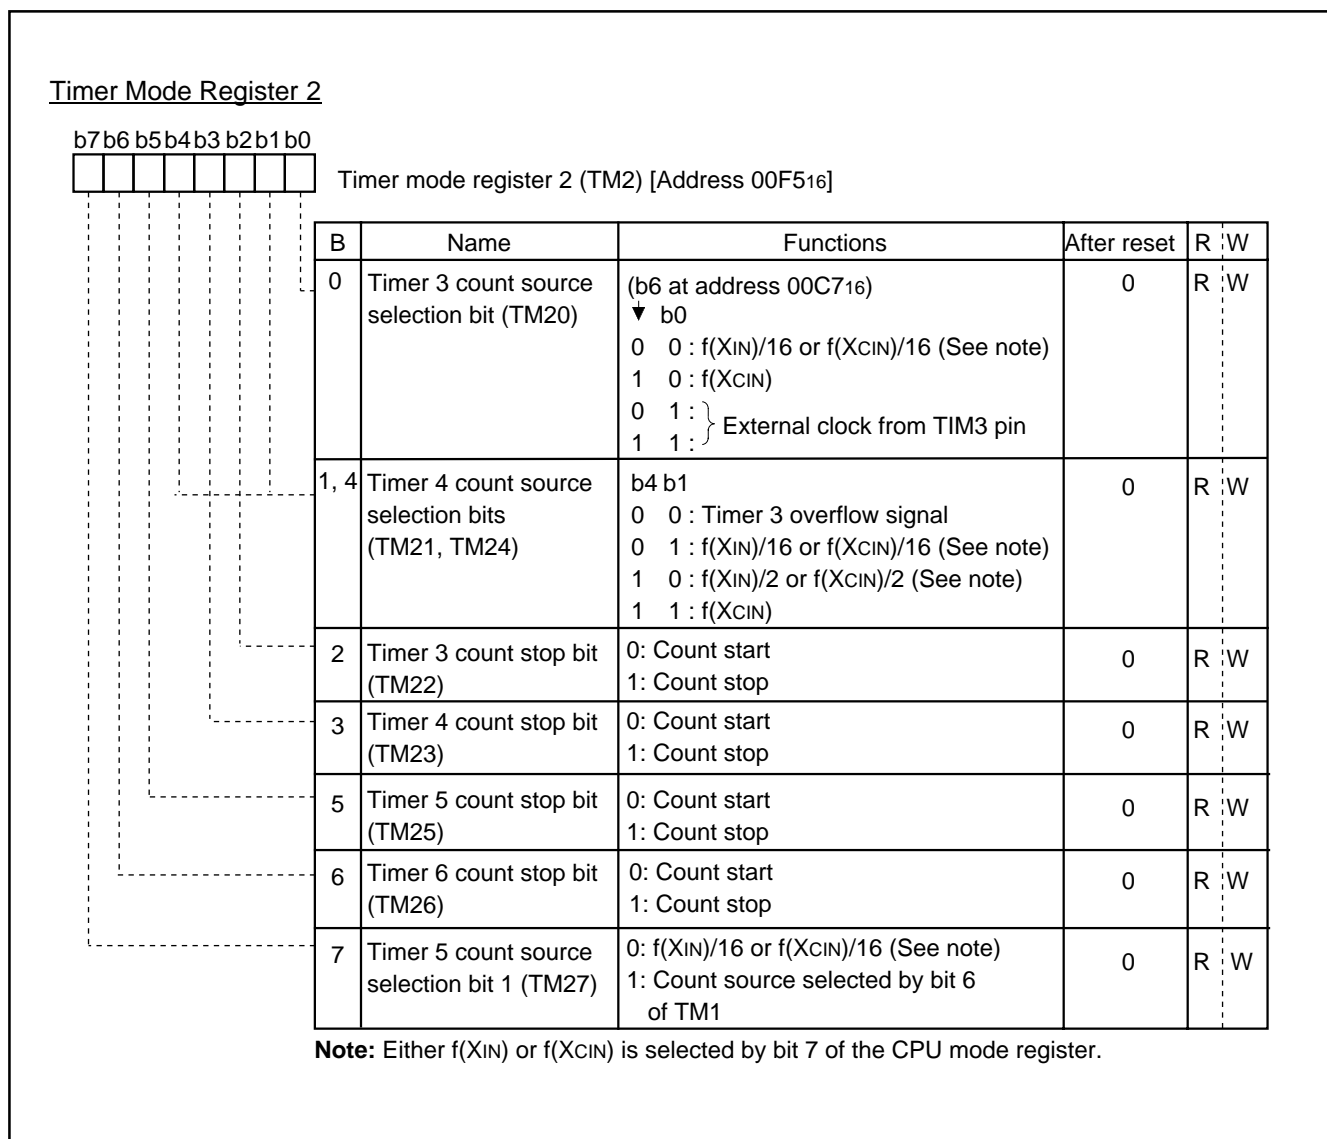 Timer Mode Register 2
b7 b6 b5 b4 b3 b2 b1 b0
Timer mode register 2 (TM2) [Address 00F516]
B Name Functions After reset R W
0 Timer 3 count source selection bit (TM20) (b6 at address 00C716) 0 R W
b0
0 0 : f(XIN)/16 or f(XCIN)/16 (See note)
1 0 : f(XCIN)
0 1 :
1 1 :
External clock from TIM3 pin
1, 4 Timer 4 count source selection bits (TM21, TM24) b4 b1 0 R W
0 0 : Timer 3 overflow signal
0 1 : f(XIN)/16 or f(XCIN)/16 (See note)
1 0 : f(XIN)/2 or f(XCIN)/2 (See note)
1 1 : f(XCIN)
2 Timer 3 count stop bit (TM22) 0: Count start 0 R W
1: Count stop
3 Timer 4 count stop bit (TM23) 0: Count start 0 R W
1: Count stop
5 Timer 5 count stop bit (TM25) 0: Count start 0 R W
1: Count stop
6 Timer 6 count stop bit (TM26) 0: Count start 0 R W
1: Count stop
7 Timer 5 count source selection bit 1 (TM27) 0: f(XIN)/16 or f(XCIN)/16 (See note) 0 R W
1: Count source selected by bit 6
of TM1
Note: Either f(XIN) or f(XCIN) is selected by bit 7 of the CPU mode register.